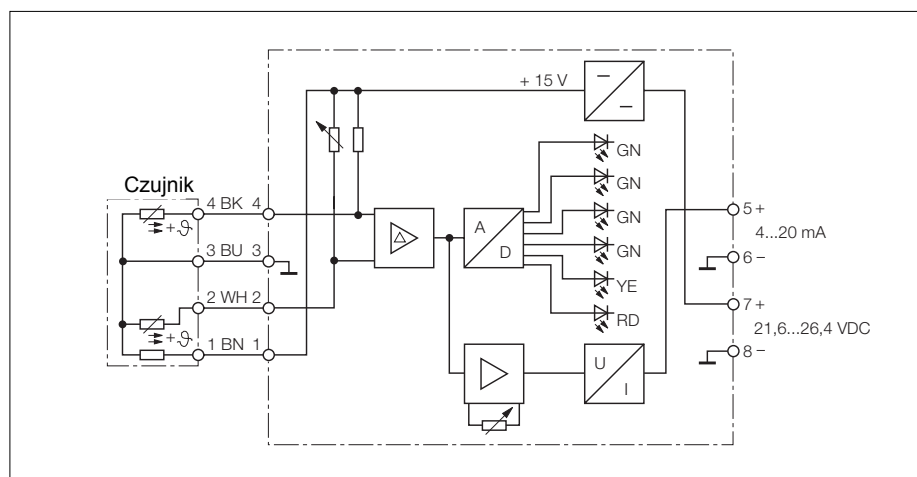 + 15 V
GN
GN
GN
GN
YE
RD
Czujnik
4 BK 4
+ϑ
3 BU 3
2 WH 2
+ϑ
1 BN 1
A
D
U
I
5 +
4...20 mA
6 −
7 +
21,6...26,4 VDC
8 −